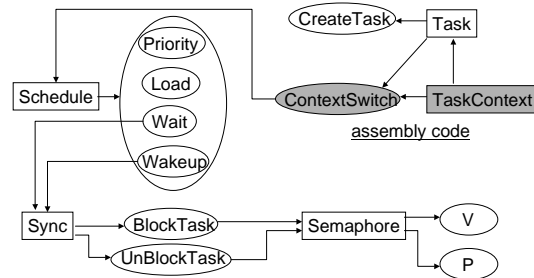 CreateTask
Task
Priority
Load
Schedule
ContextSwitch
TaskContext
Wait
assembly code
Wakeup
Sync
BlockTask
Semaphore
V
UnBlockTask
P